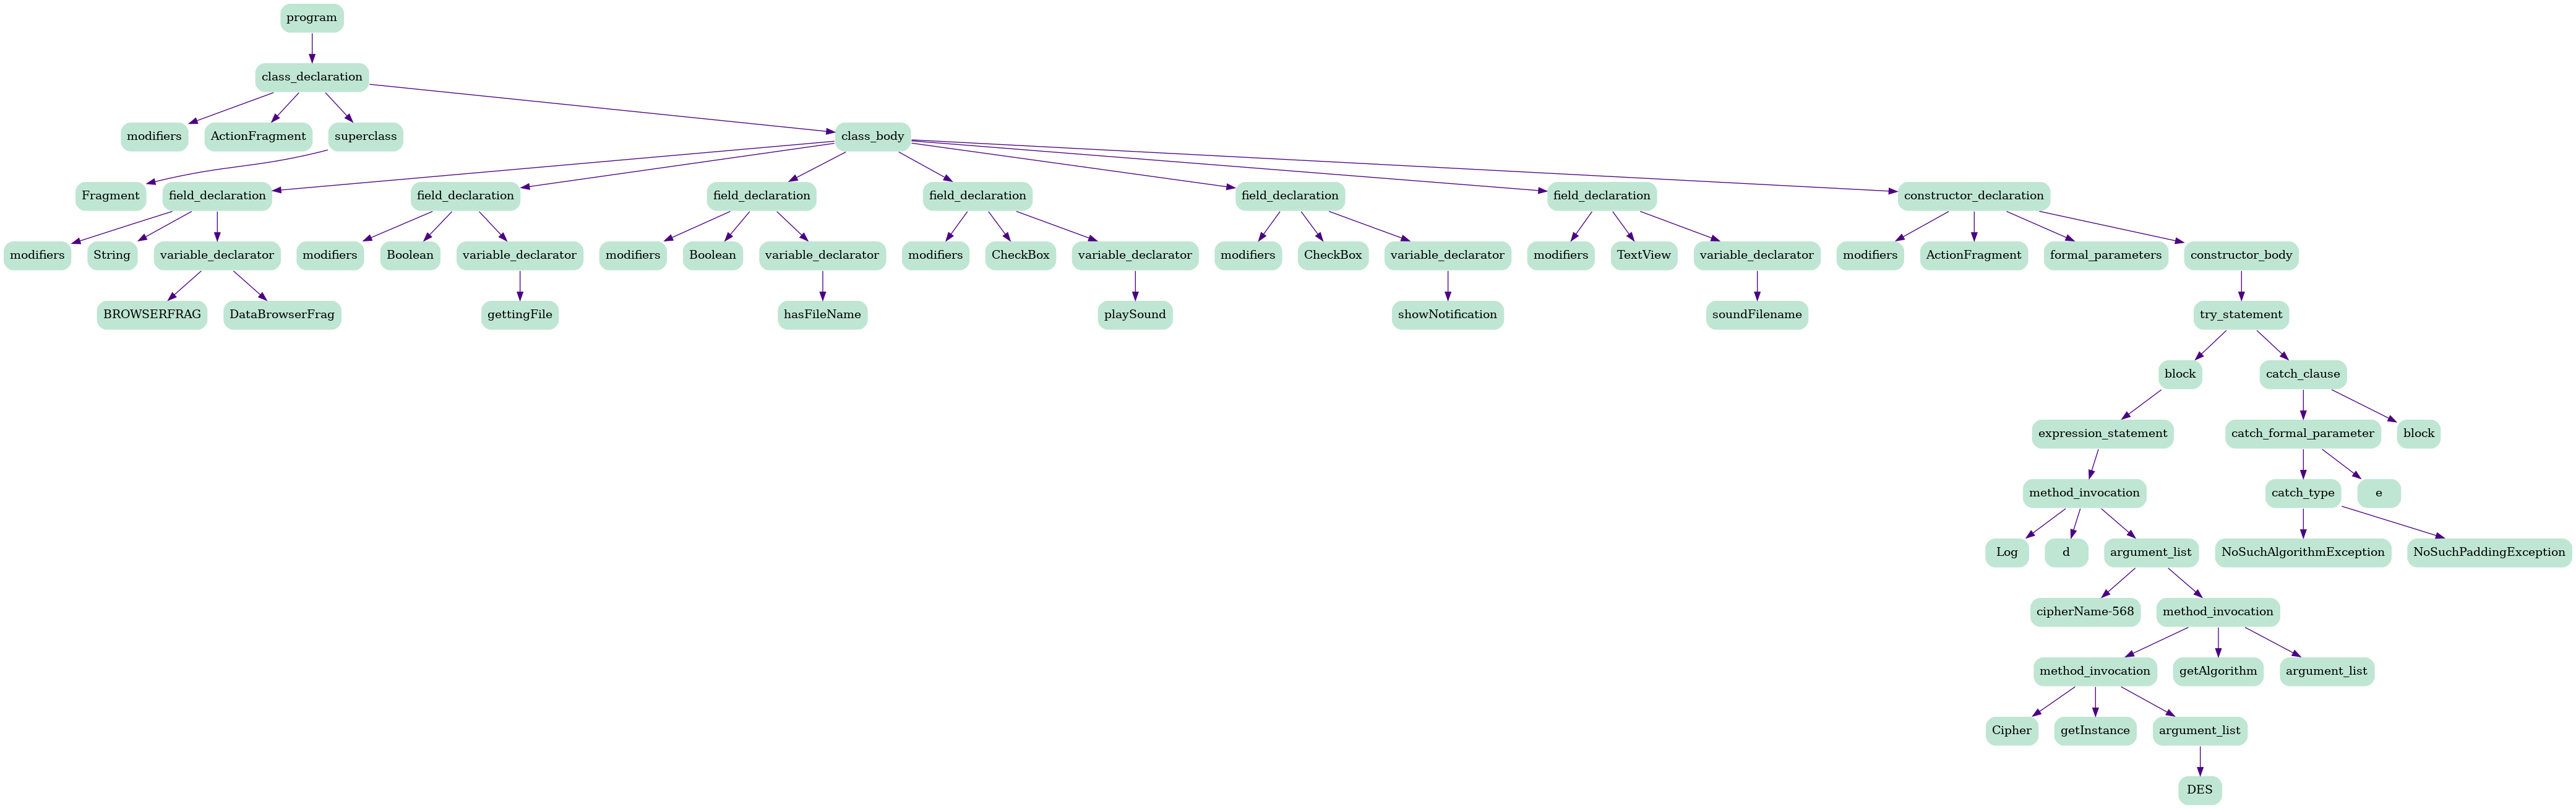 program
class_declaration
modifiers
ActionFragment
superclass
class_body
Fragment
field_declaration
field_declaration
field_declaration
field_declaration
field_declaration
field_declaration
constructor_declaration
modifiers
String
variable_declarator
modifiers
Boolean
variable_declarator
modifiers
Boolean
variable_declarator
modifiers
CheckBox
variable_declarator
modifiers
CheckBox
variable_declarator
modifiers
TextView
variable_declarator
modifiers
ActionFragment
formal_parameters
constructor_body
BROWSERFRAG
DataBrowserFrag
gettingFile
hasFileName
playSound
showNotification
soundFilename
try_statement
block
catch_clause
expression_statement
catch_formal_parameter
block
method_invocation
catch_type
e
Log
d
argument_list
NoSuchAlgorithmException
NoSuchPaddingException
cipherName-568
method_invocation
method_invocation
getAlgorithm
argument_list
Cipher
getInstance
argument_list
DES